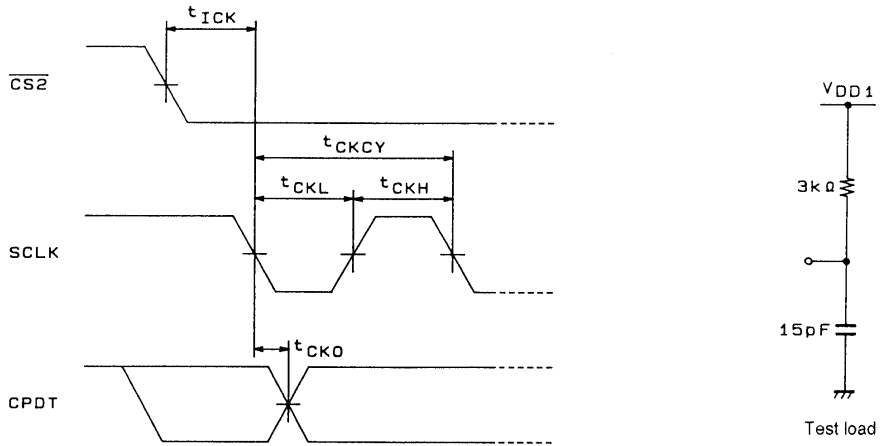 tICK
CS2
VDD1
tCKCY
tCKL
tCKH
3kΩ
SCLK
15pF
tCKO
CPDT
Test load